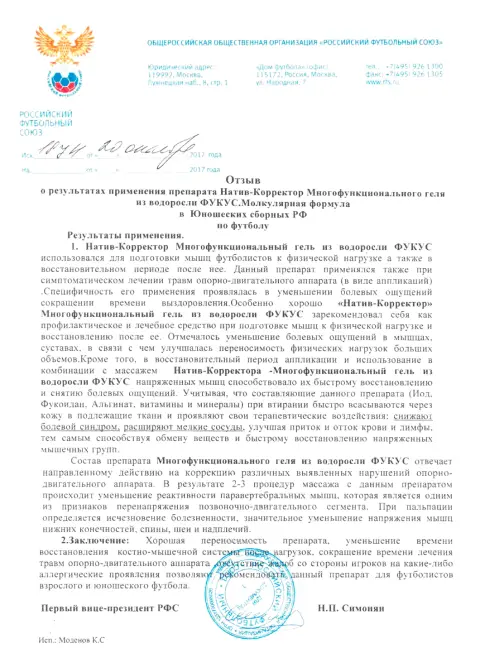 ОБЩЕРОССИЙСКАЯ ОБЩЕСТВЕННАЯ ОРГАНИЗАЦИЯ «РОССИЙСКИЙ ФУТБОЛЬНЫЙ СОЮЗ»
Юридический адрес:
119992, Москва,
Лужнецкая наб., 8, стр. 1
«Дом футбола» (офис):
115172, Россия, Москва,
ул. Народная, 7
тел.: +7(495) 926 1300
факс: +7(495) 926 1305
www.rfs.ru
РОССИЙСКИЙ
ФУТБОЛЬНЫЙ
СОЮЗ
Исх. от « 20 » 2017 года
На от 2017 года
Отзыв
о результатах применения препарата Натив-Корректор Многофункционального геля
из водоросли ФУКУС.Молкулярная формула
в Юношеских сборных РФ
по футболу
Результаты применения.
1. Натив-Корректор Многофункциональный гель из водоросли ФУКУС
использовался для подготовки мышц футболистов к физической нагрузке а также в
восстановительном периоде после нее. Данный препарат применялся также при
симптоматическом лечении травм опорно-двигательного аппарата (в виде аппликаций)
.Специфичность его применения проявлялась в уменьшении болевых ощущений
сокращении времени выздоровления.Особенно хорошо «Натив-Корректор»
Многофункциональный гель из водоросли ФУКУС зарекомендовал себя как
профилактическое и лечебное средство при подготовке мышц к физической нагрузке и
восстановлению после ее. Отмечалось уменьшение болевых ощущений в мышцах,
суставах, в связи с чем улучшалась переносимость физических нагрузок больших
объемов.Кроме того, в восстановительный период аппликации и использование в
комбинации с массажем Натив-Корректора -Многофункциональный гель из
водоросли ФУКУС напряженных мышц способствовало их быстрому восстановлению
и снятию болевых ощущений. Учитывая, что составляющие данного препарата (Иод,
Фукоидан, Альгинат, витамины и минералы) при втирании быстро всасываются через
кожу в подлежащие ткани и проявляют свои терапевтические воздействия: снижают
болевой синдром, расширяют мелкие сосуды, улучшая приток и отток крови и лимфы,
тем самым способствуя обмену веществ и быстрому восстановлению напряженных
мышечных групп.
Состав препарата Многофункционального геля из водоросли ФУКУС отвечает
направленному действию на коррекцию различных выявленных нарушений опорно-
двигательного аппарата. В результате 2-3 процедур массажа с данным препаратом
происходит уменьшение реактивности паравертебральных мышц, которая является одним
из признаков перенапряжения позвоночно-двигательного сегмента. При пальпации
определяется исчезновение болезненности, значительное уменьшение напряжения мышц
нижних конечностей, спины, шеи и надплечий.
2.Заключение: Хорошая переносимость препарата, уменьшение времени
восстановления костно-мышечной системы после нагрузок, сокращение времени лечения
травм опорно-двигательного аппарата ,отсутствие жалоб со стороны игроков на какие-либо
аллергические проявления позволяют рекомендовать данный препарат для футболистов
взрослого и юношеского футбола.
Первый вице-президент РФС Н.П. Симонян
Исп.: Моденов К.С